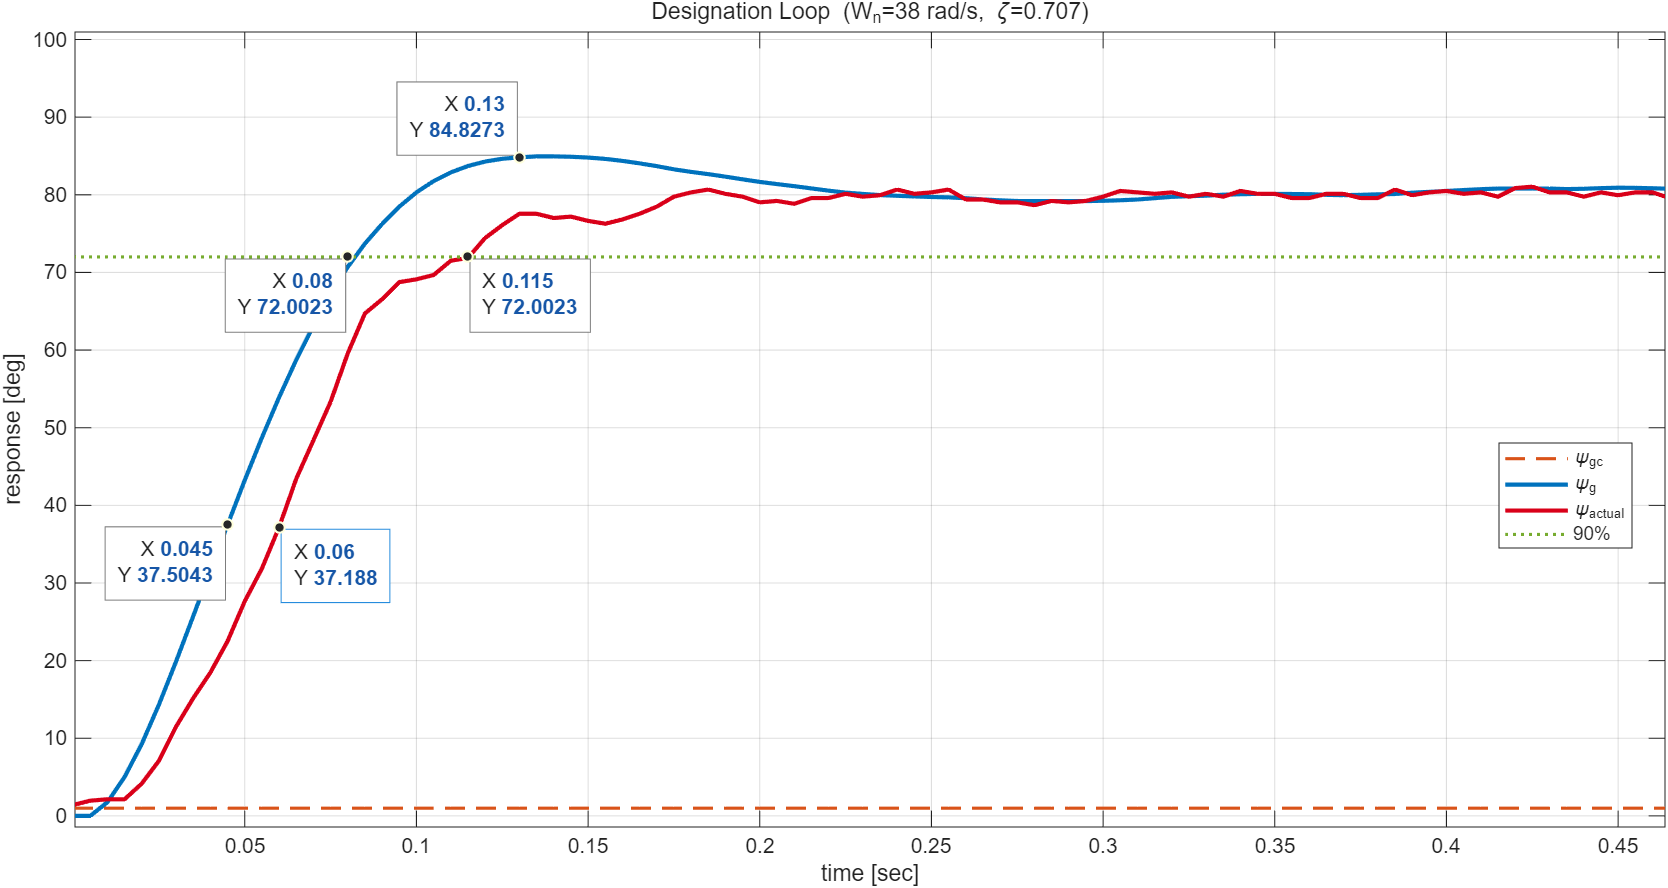 Designation Loop (Wn=38 rad/s, ζ=0.707)
100
90
80
70
60
50
40
30
20
10
0
response [deg]
X 0.13
Y 84.8273
X 0.08
Y 72.0023
X 0.115
Y 72.0023
X 0.045
Y 37.5043
X 0.06
Y 37.188
ψgc
ψg
ψactual
90%
0.05 0.1 0.15 0.2 0.25 0.3 0.35 0.4 0.45
time [sec]